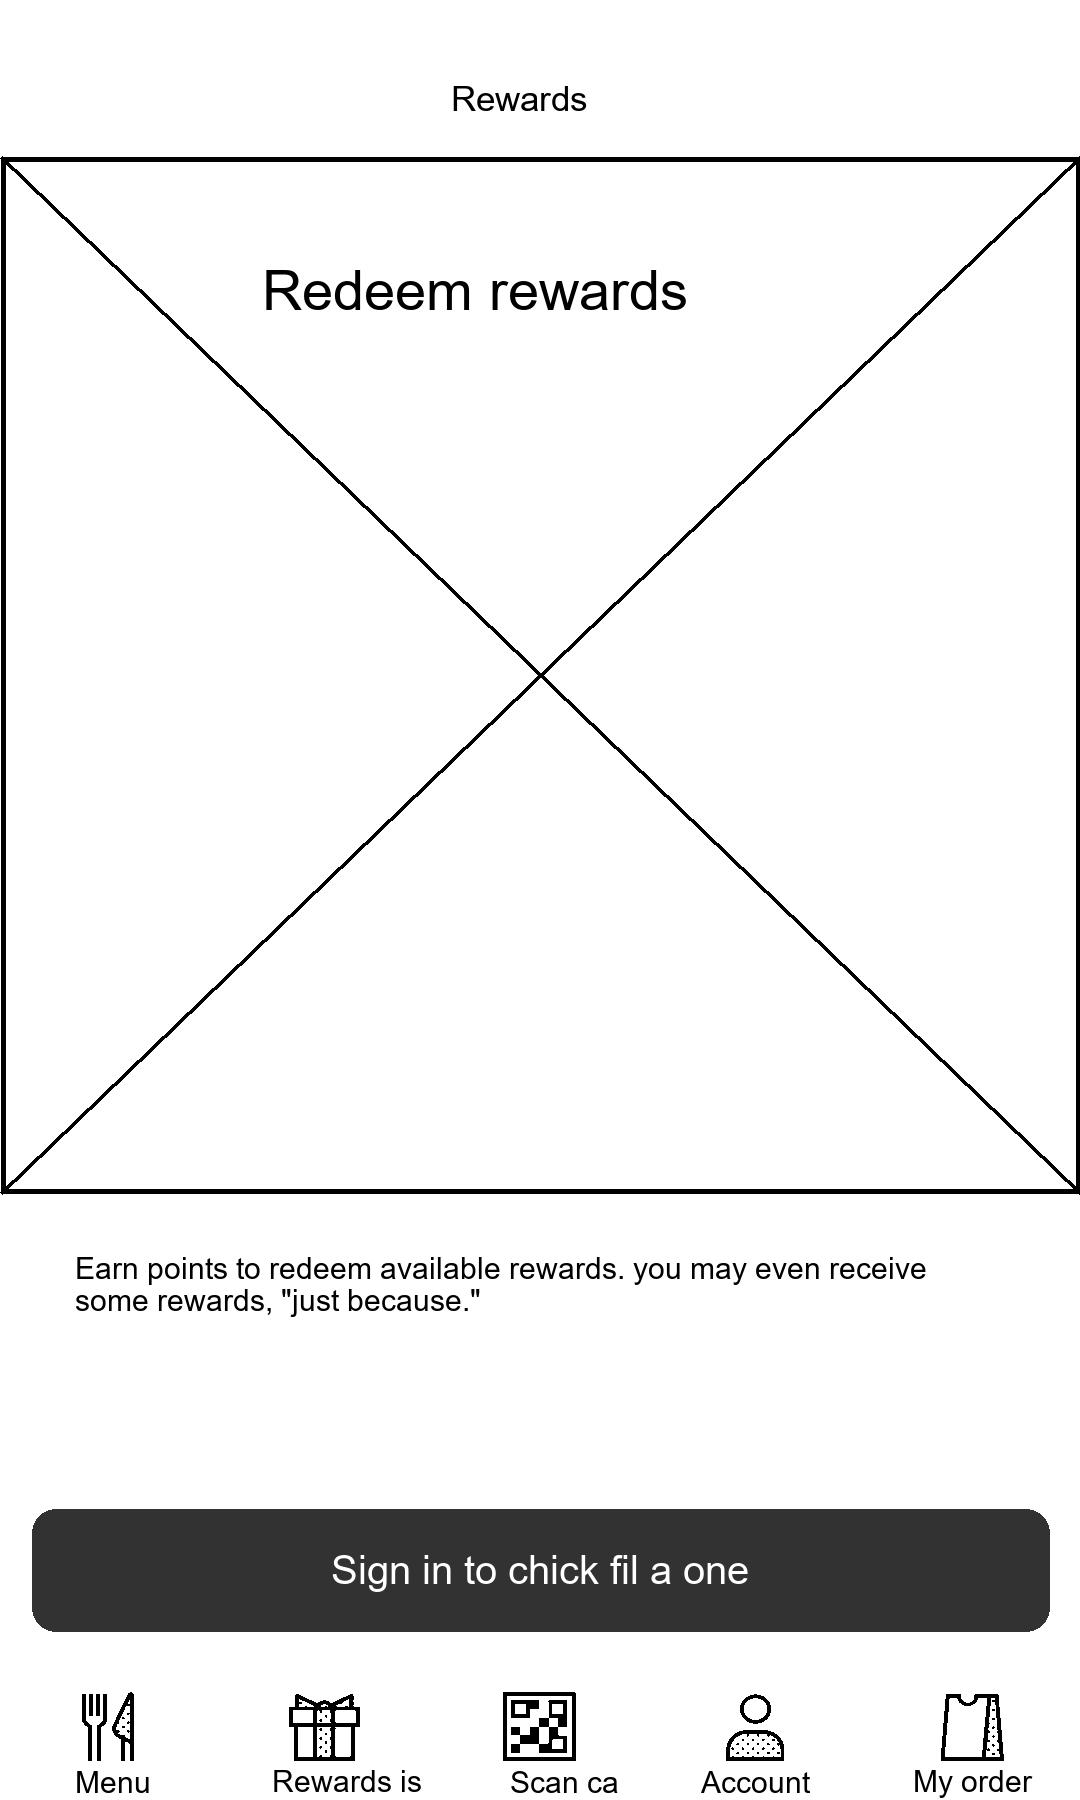 Rewards
Redeem rewards
Earn points to redeem available rewards. you may even receive
some rewards, "just because."
Sign in to chick fil a one
Menu
Rewards is
Scan ca
Account
My order